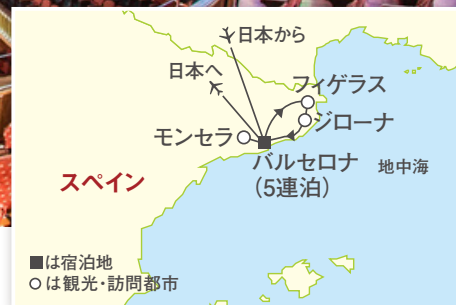 日本から
日本へ
フィゲラス
ジローナ
モンセラ
バルセロナ
(5連泊)
地中海
スペイン
■は宿泊地
○は観光・訪問都市